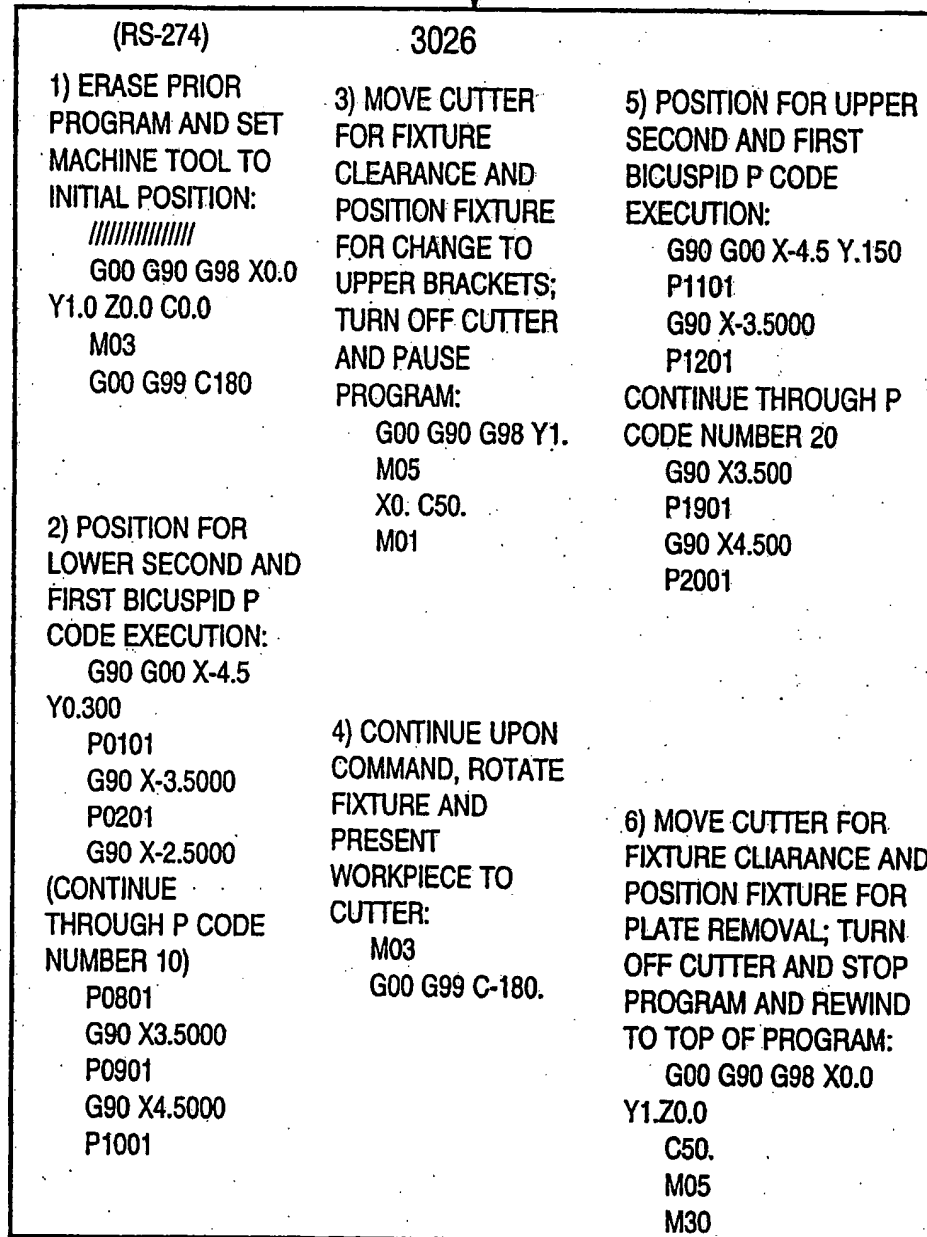 (RS-274)
3026
1) ERASE PRIOR
PROGRAM AND SET
MACHINE TOOL TO
INITIAL POSITION:
///////////////
G00 G90 G98 X0.0
Y1.0 Z0.0 C0.0
M03
G00 G99 C180
2) POSITION FOR
LOWER SECOND AND
FIRST BICUSPID P
CODE EXECUTION:
G90 G00 X-4.5
Y0.300
P0101
G90 X-3.5000
P0201
G90 X-2.5000
(CONTINUE
THROUGH P CODE
NUMBER 10)
P0801
G90 X3.5000
P0901
G90 X4.5000
P1001
3) MOVE CUTTER
FOR FIXTURE
CLEARANCE AND
POSITION FIXTURE
FOR CHANGE TO
UPPER BRACKETS;
TURN OFF CUTTER
AND PAUSE
PROGRAM:
G00 G90 G98 Y1.
M05
X0. C50.
M01
4) CONTINUE UPON
COMMAND, ROTATE
FIXTURE AND
PRESENT
WORKPIECE TO
CUTTER:
M03
G00 G99 C-180.
5) POSITION FOR UPPER
SECOND AND FIRST
BICUSPID P CODE
EXECUTION:
G90 G00 X-4.5 Y.150
P1101
G90 X-3.5000
P1201
CONTINUE THROUGH P
CODE NUMBER 20
G90 X3.500
P1901
G90 X4.500
P2001
6) MOVE CUTTER FOR
FIXTURE CLIARANCE AND
POSITION FIXTURE FOR
PLATE REMOVAL; TURN
OFF CUTTER AND STOP
PROGRAM AND REWIND
TO TOP OF PROGRAM:
G00 G90 G98 X0.0
Y1.Z0.0
C50.
M05
M30